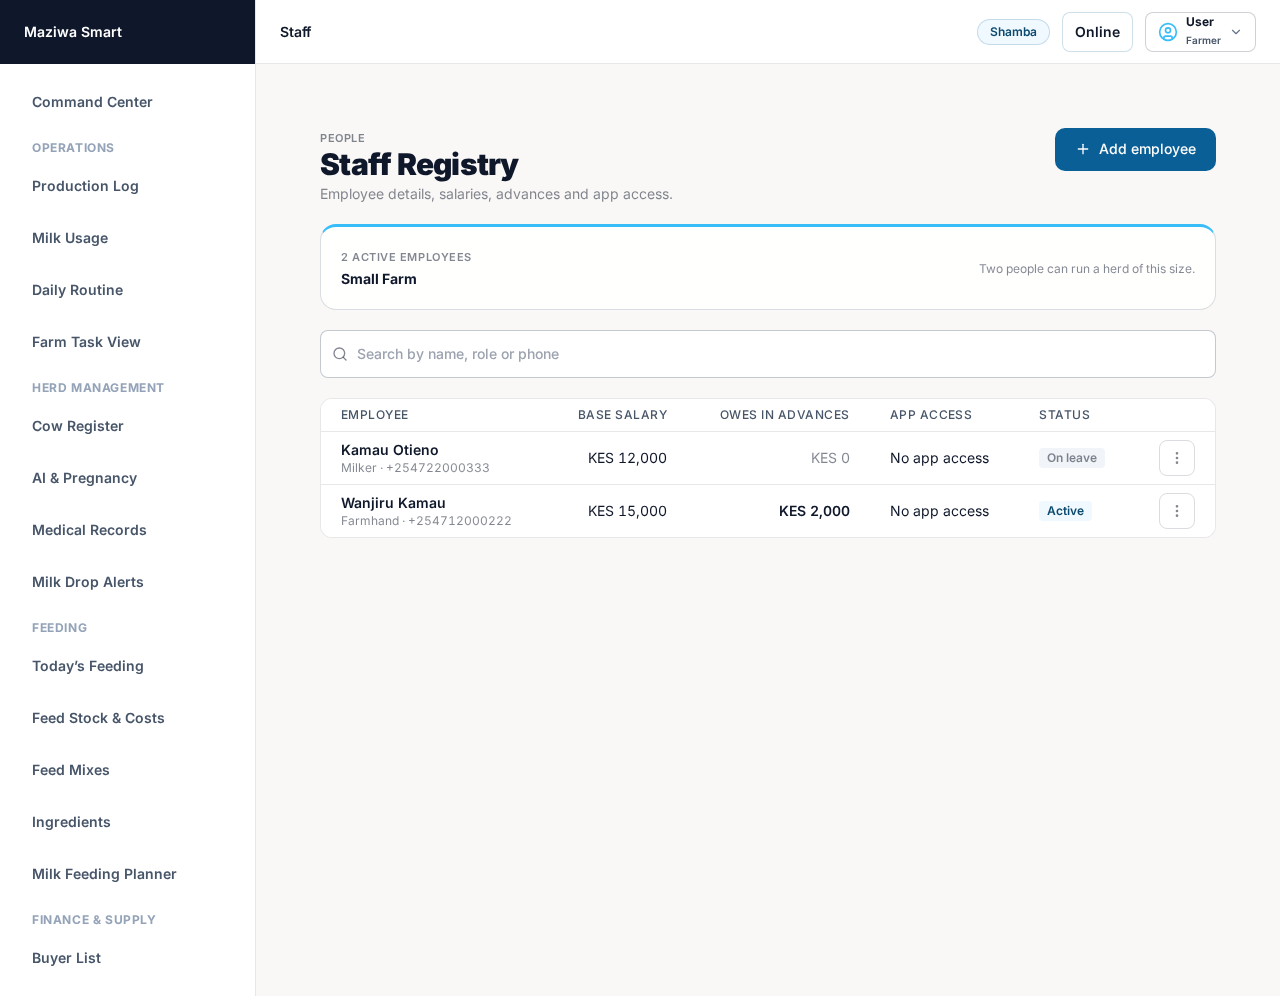 Maziwa Smart
Staff
Shamba
Online
User
Farmer
Command Center
OPERATIONS
Production Log
Milk Usage
Daily Routine
Farm Task View
HERD MANAGEMENT
Cow Register
AI & Pregnancy
Medical Records
Milk Drop Alerts
FEEDING
Today’s Feeding
Feed Stock & Costs
Feed Mixes
Ingredients
Milk Feeding Planner
FINANCE & SUPPLY
Buyer List
PEOPLE
Staff Registry
Employee details, salaries, advances and app access.
Add employee
2 ACTIVE EMPLOYEES
Small Farm
Two people can run a herd of this size.
Search by name, role or phone
EMPLOYEE BASE SALARY OWES IN ADVANCES APP ACCESS STATUS
Kamau Otieno KES 12,000 KES 0 No app access On leave
Milker · +254722000333
Wanjiru Kamau KES 15,000 KES 2,000 No app access Active
Farmhand · +254712000222